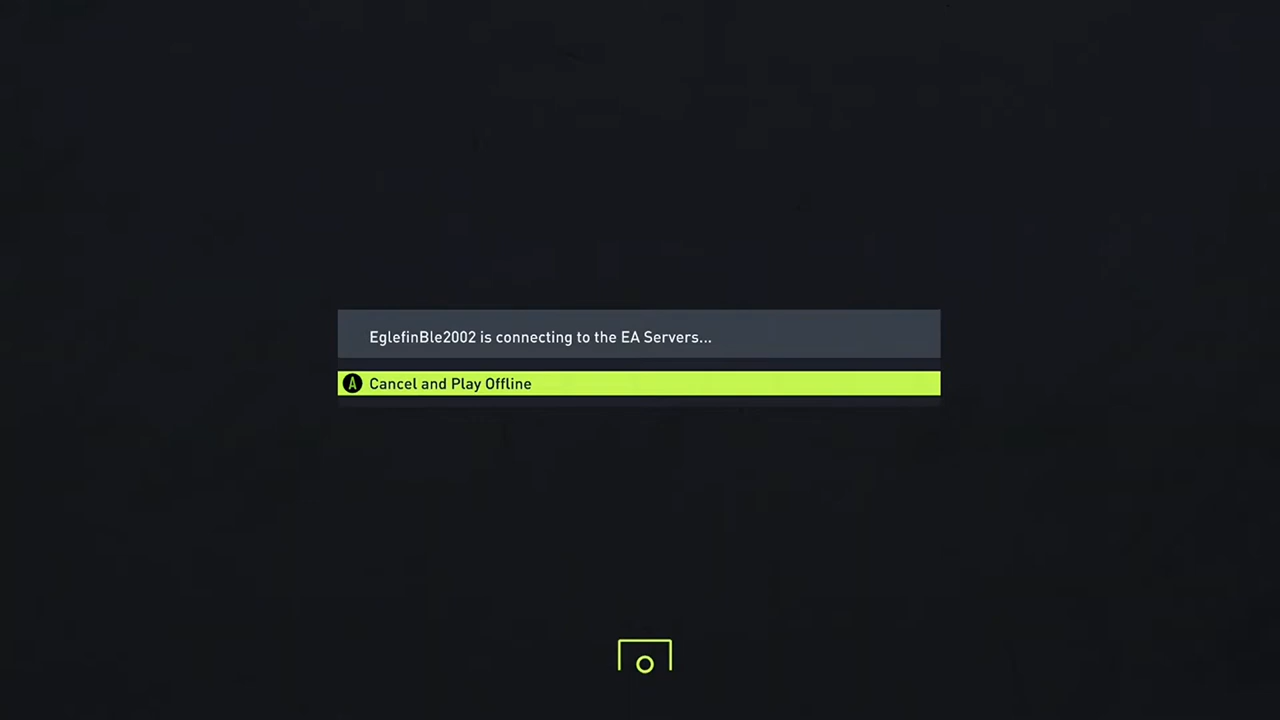 EglefinBle2002 is connecting to the EA Servers...
A Cancel and Play Offline